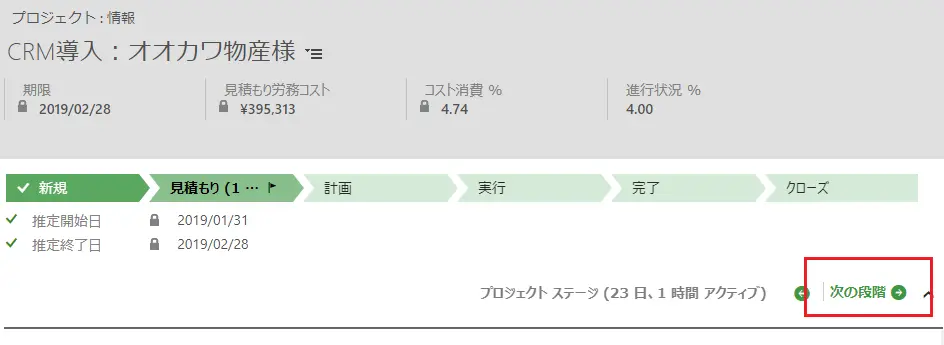 プロジェクト : 情報
CRM導入：オオカワ物産様
期限 見積もり労務コスト コスト消費 % 進行状況 %
2019/02/28 ¥395,313 4.74 4.00
新規 見積もり (1 … 計画 実行 完了 クローズ
推定開始日 2019/01/31
推定終了日 2019/02/28
プロジェクト ステージ (23 日、1 時間 アクティブ) 次の段階